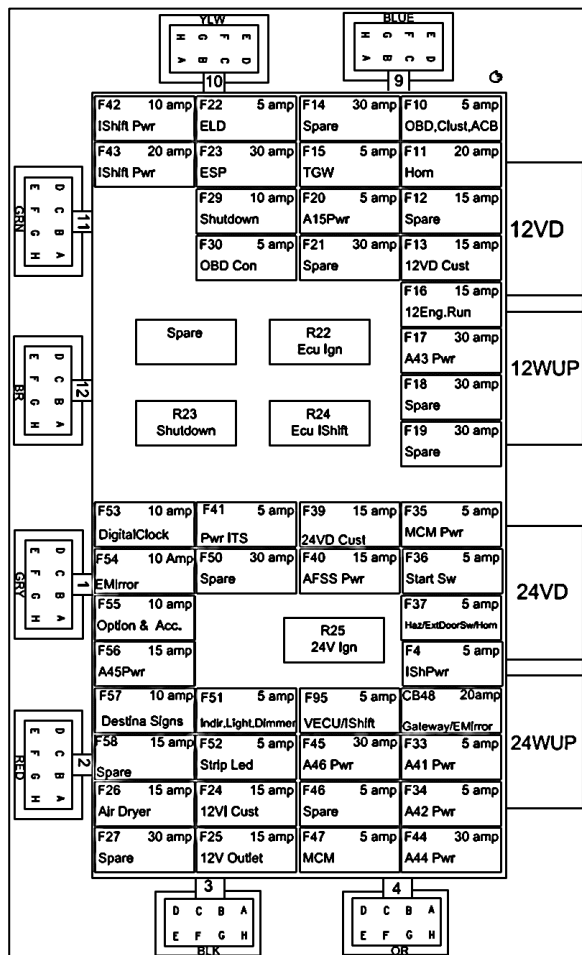 YLW
H G F E
A B C D
10
BLUE
H G F E
A B C D
9
F42 10 amp
IShift Pwr
F22 5 amp
ELD
F14 30 amp
Spare
F10 5 amp
OBD,Clust,ACB
F43 20 amp
IShift Pwr
F23 30 amp
ESP
F15 5 amp
TGW
F11 20 amp
Horn
F29 10 amp
Shutdown
F20 5 amp
A15Pwr
F12 15 amp
Spare
F30 5 amp
OBD Con
F21 30 amp
Spare
F13 15 amp
12VD Cust
F16 15 amp
12Eng.Run
F17 30 amp
A43 Pwr
F18 30 amp
Spare
F19 30 amp
Spare
GRN
E D
F C
G B
H A
11
BR
E D
F C
G B
H A
12
12VD
12WUP
Spare
R22
Ecu Ign
R23
Shutdown
R24
Ecu IShift
F53 10 amp
DigitalClock
F41 5 amp
Pwr ITS
F39 15 amp
24VD Cust
F35 5 amp
MCM Pwr
F54 10 Amp
EMirror
F50 30 amp
Spare
F40 15 amp
AFSS Pwr
F36 5 amp
Start Sw
F55 10 amp
Option & Acc.
F37 5 amp
Haz/ExtDoorSw/Horn
F56 15 amp
A45Pwr
R25
24V Ign
F4 5 amp
IShPwr
F57 10 amp
Destina Signs
F51 5 amp
Indir,Light,Dimmer
F95 5 amp
VECU/IShift
CB48 20amp
Gateway/EMirror
F58 15 amp
Spare
F52 5 amp
Strip Led
F45 30 amp
A46 Pwr
F33 5 amp
A41 Pwr
F26 15 amp
Air Dryer
F24 15 amp
12VI Cust
F46 5 amp
Spare
F34 5 amp
A42 Pwr
F27 30 amp
Spare
F25 15 amp
12V Outlet
F47 5 amp
MCM
F44 30 amp
A44 Pwr
GRY
E D
F C
G B
H A
1
RED
E D
F C
G B
H A
2
24VD
24WUP
3
D C B A
E F G H
BLK
4
D C B A
E F G H
OR